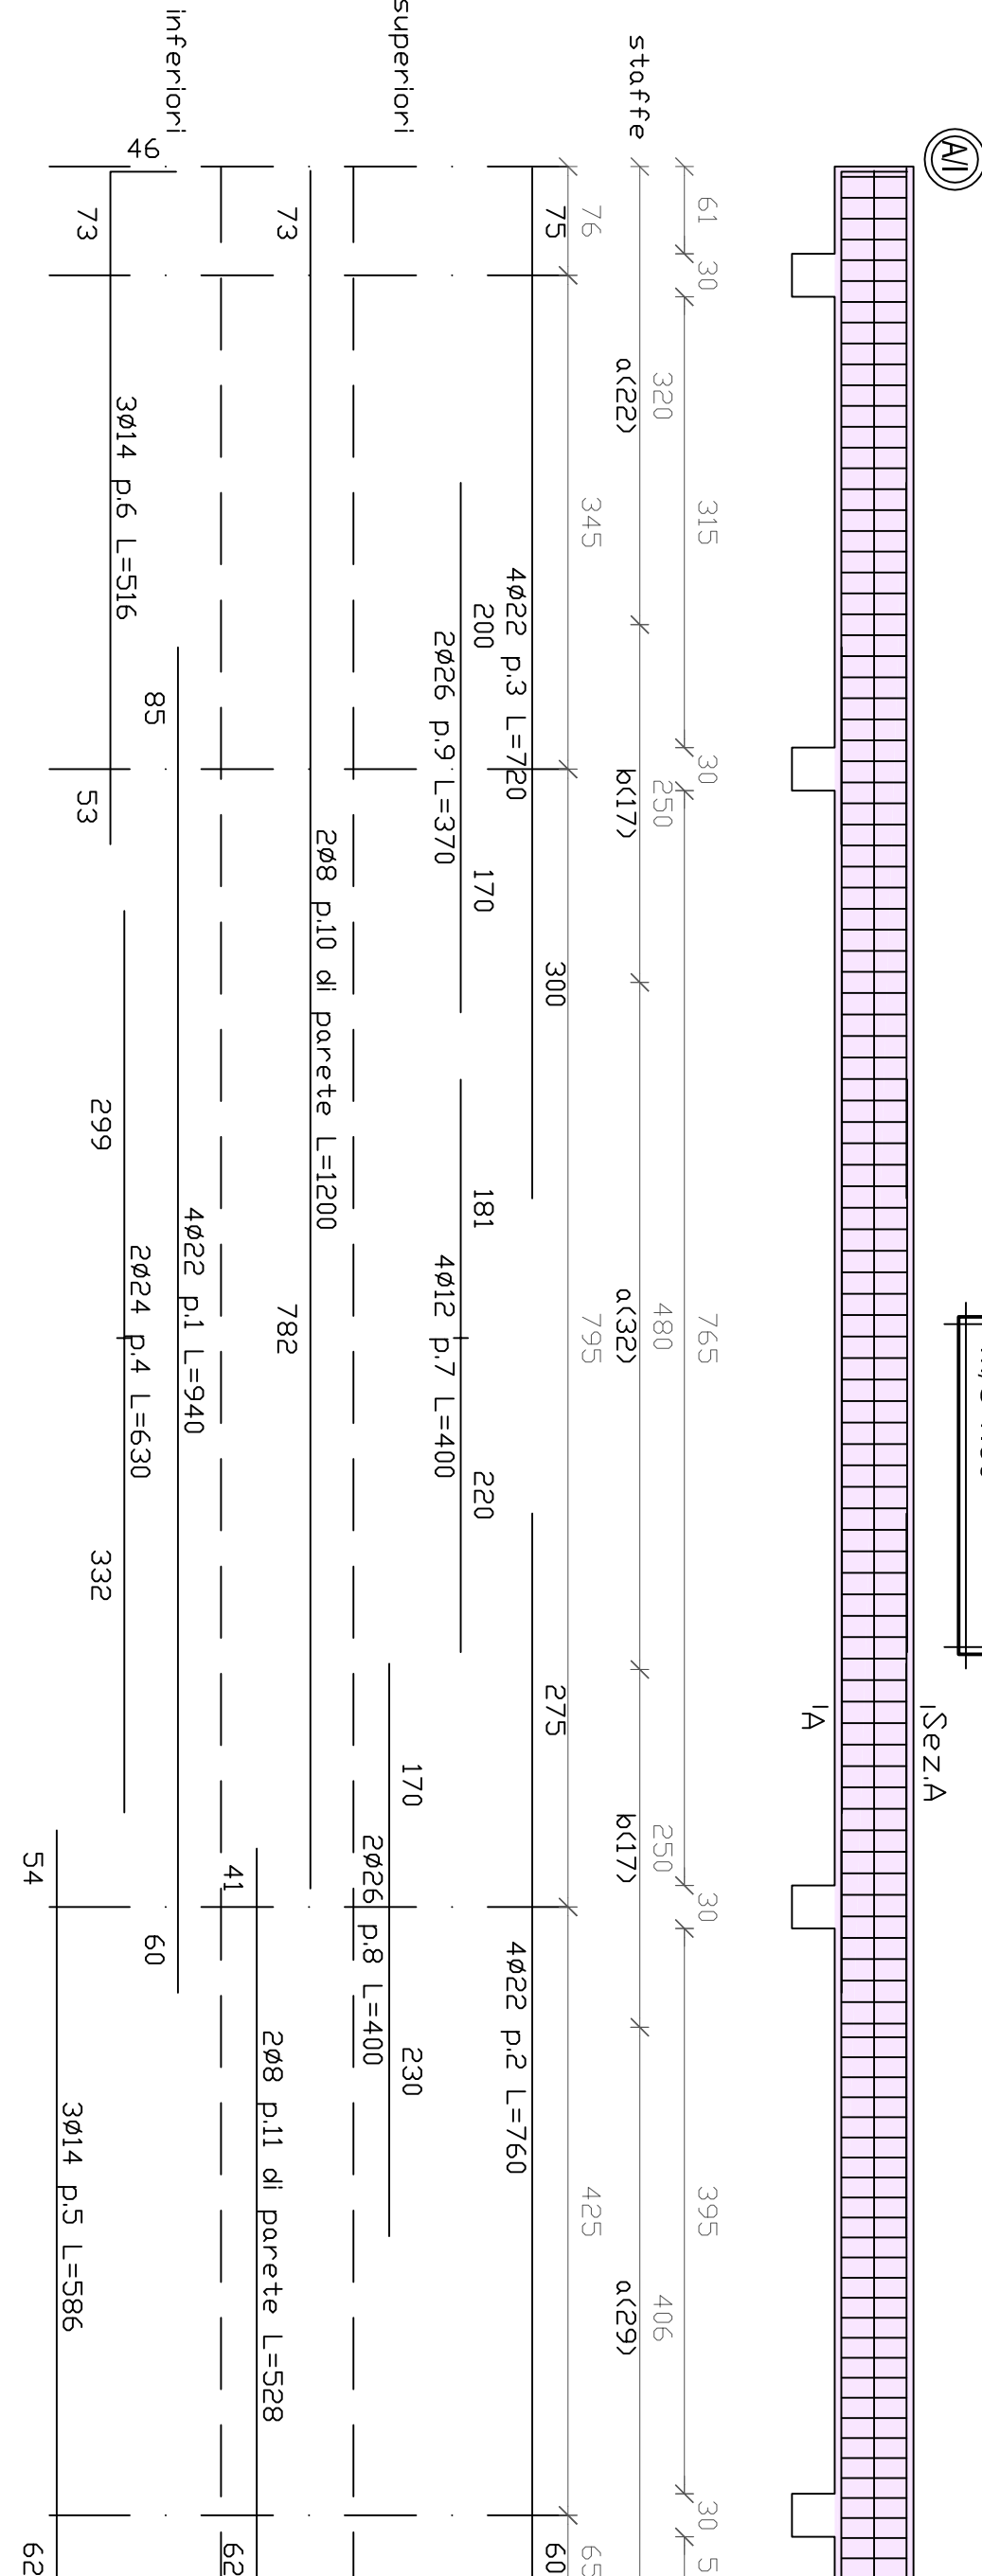 A/I
Sez.A
A
61 30 315 30 765 30 395 30
staffe
320 250 480 250 406
a(22) b(17) a(32) b(17) a(29)
76 345 795 425 65
75 300 275 60
4ø22 p.3 L=720
4ø22 p.2 L=760
200 170 181 220
2ø26 p.9 L=370
4ø12 p.7 L=400
superiori
170 230
2ø26 p.8 L=400
2ø8 p.10 di parete L=1200
73 782
2ø8 p.11 di parete L=528
41 62
4ø22 p.1 L=940
inferiori
85 60
46
2ø24 p.4 L=630
3ø14 p.6 L=516
73 53 299 332
3ø14 p.5 L=586
54 62